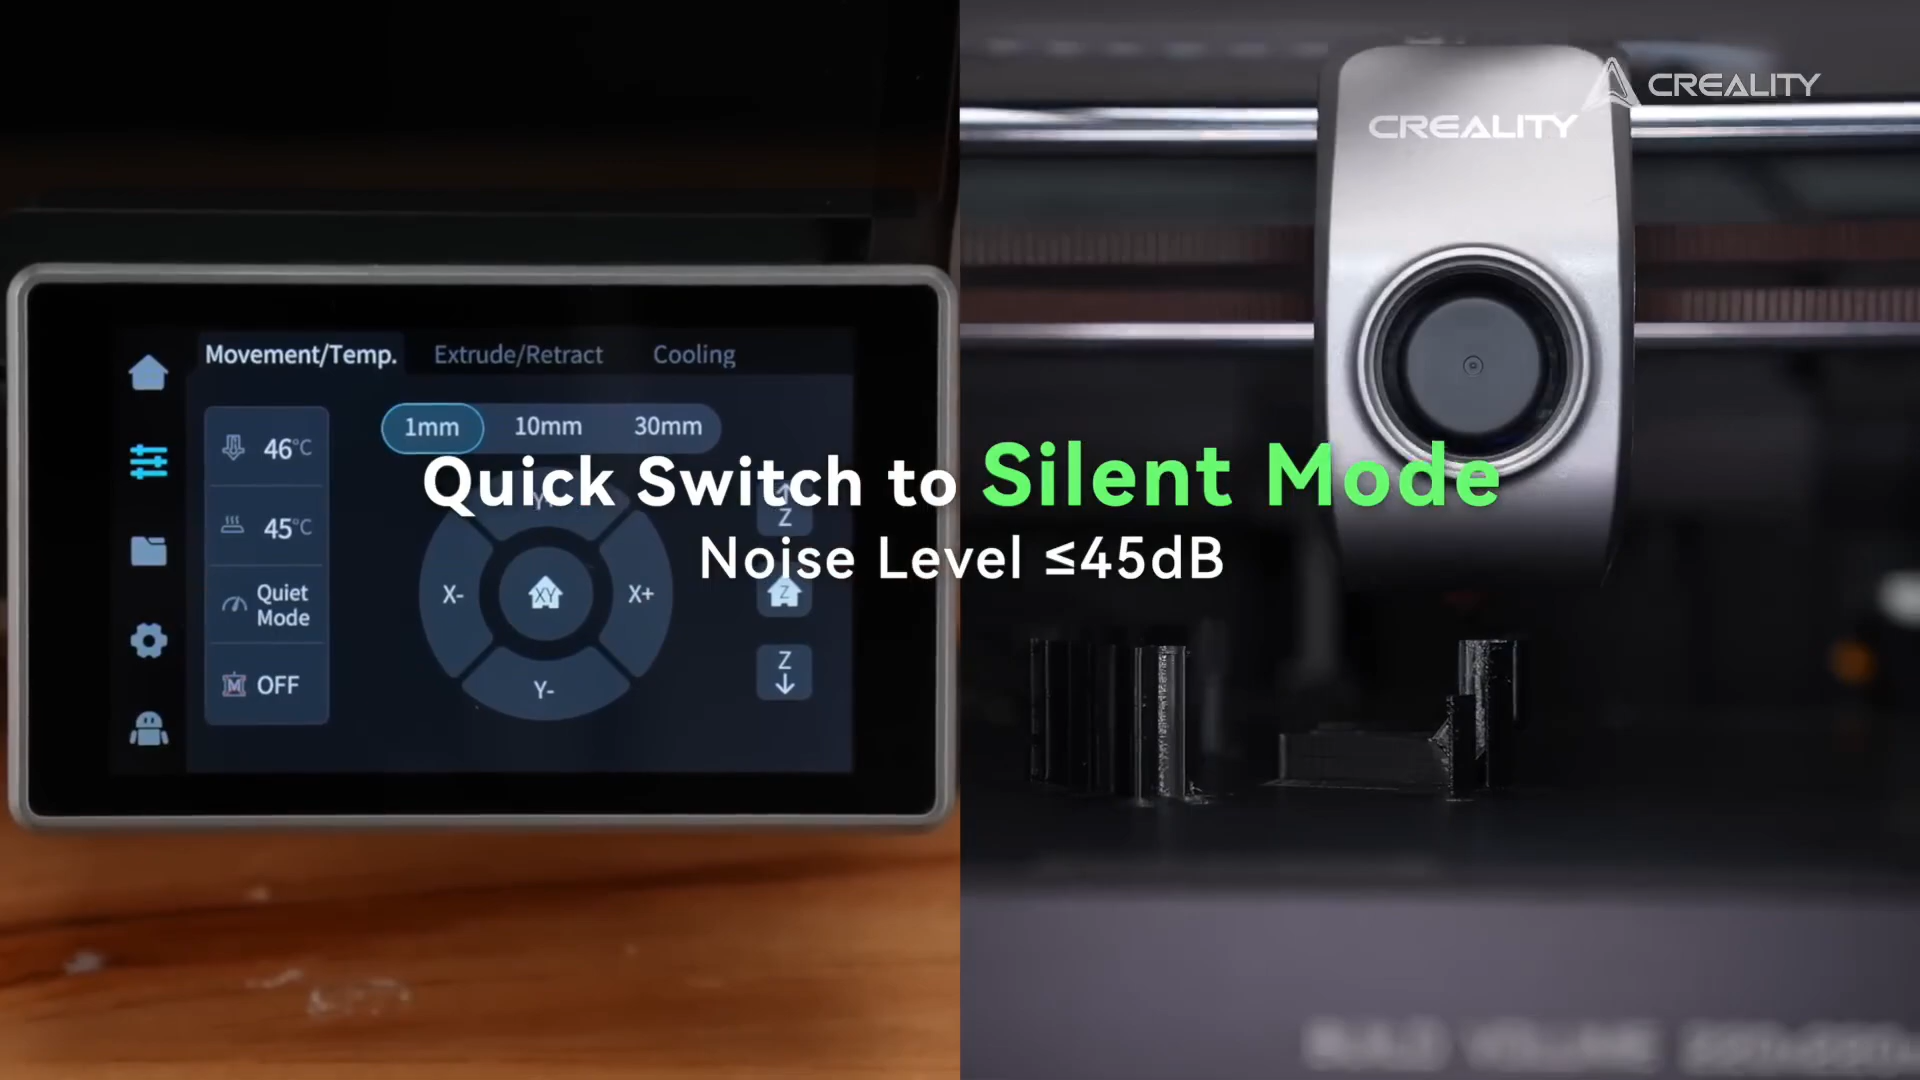 CREALITY
CREALITY
Movement/Temp. Extrude/Retract Cooling
46°C
1mm 10mm 30mm
Quick Switch to Silent Mode
45°C
Z
Noise Level ≤45dB
Quiet
Mode
X- XY X+ Z
OFF
Y- Z